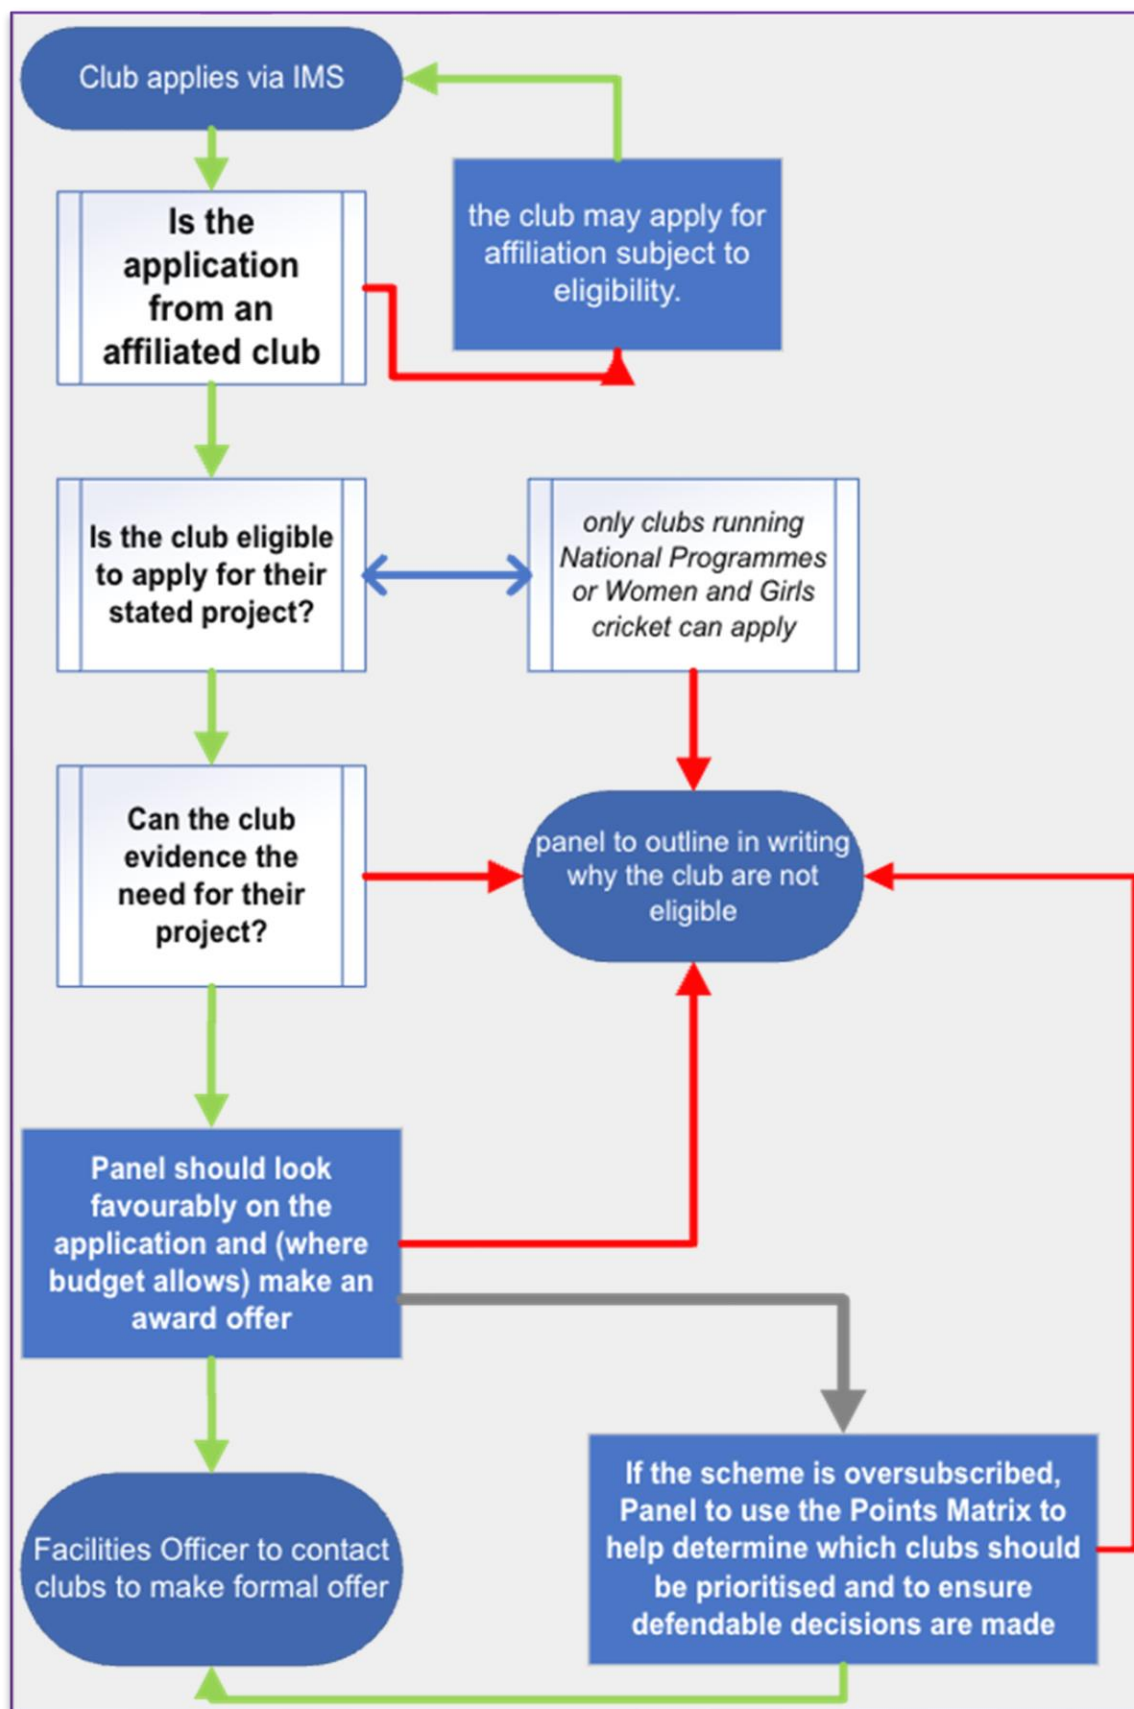 Club applies via IMS
the club may apply for
affiliation subject to
eligibility.
Is the
application
from an
affiliated club
Is the club eligible
to apply for their
stated project?
only clubs running
National Programmes
or Women and Girls
cricket can apply
Can the club
evidence the
need for their
project?
panel to outline in writing
why the club are not
eligible
Panel should look
favourably on the
application and (where
budget allows) make an
award offer
If the scheme is oversubscribed,
Panel to use the Points Matrix to
help determine which clubs should
be prioritised and to ensure
defendable decisions are made
Facilities Officer to contact
clubs to make formal offer